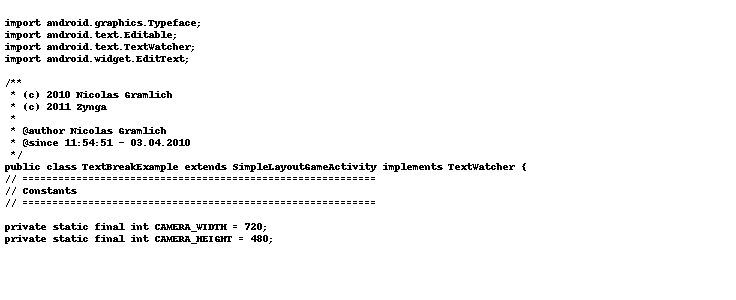 import android.graphics.Typeface;
import android.text.Editable;
import android.text.TextWatcher;
import android.widget.EditText;
/**
* (c) 2010 Nicolas Gramlich
* (c) 2011 Zynga
*
* @author Nicolas Gramlich
* @since 11:54:51 - 03.04.2010
*/
public class TextBreakExample extends SimpleLayoutGameActivity implements TextWatcher {
// ===========================================================
// Constants
// ===========================================================
private static final int CAMERA_WIDTH = 720;
private static final int CAMERA_HEIGHT = 480;